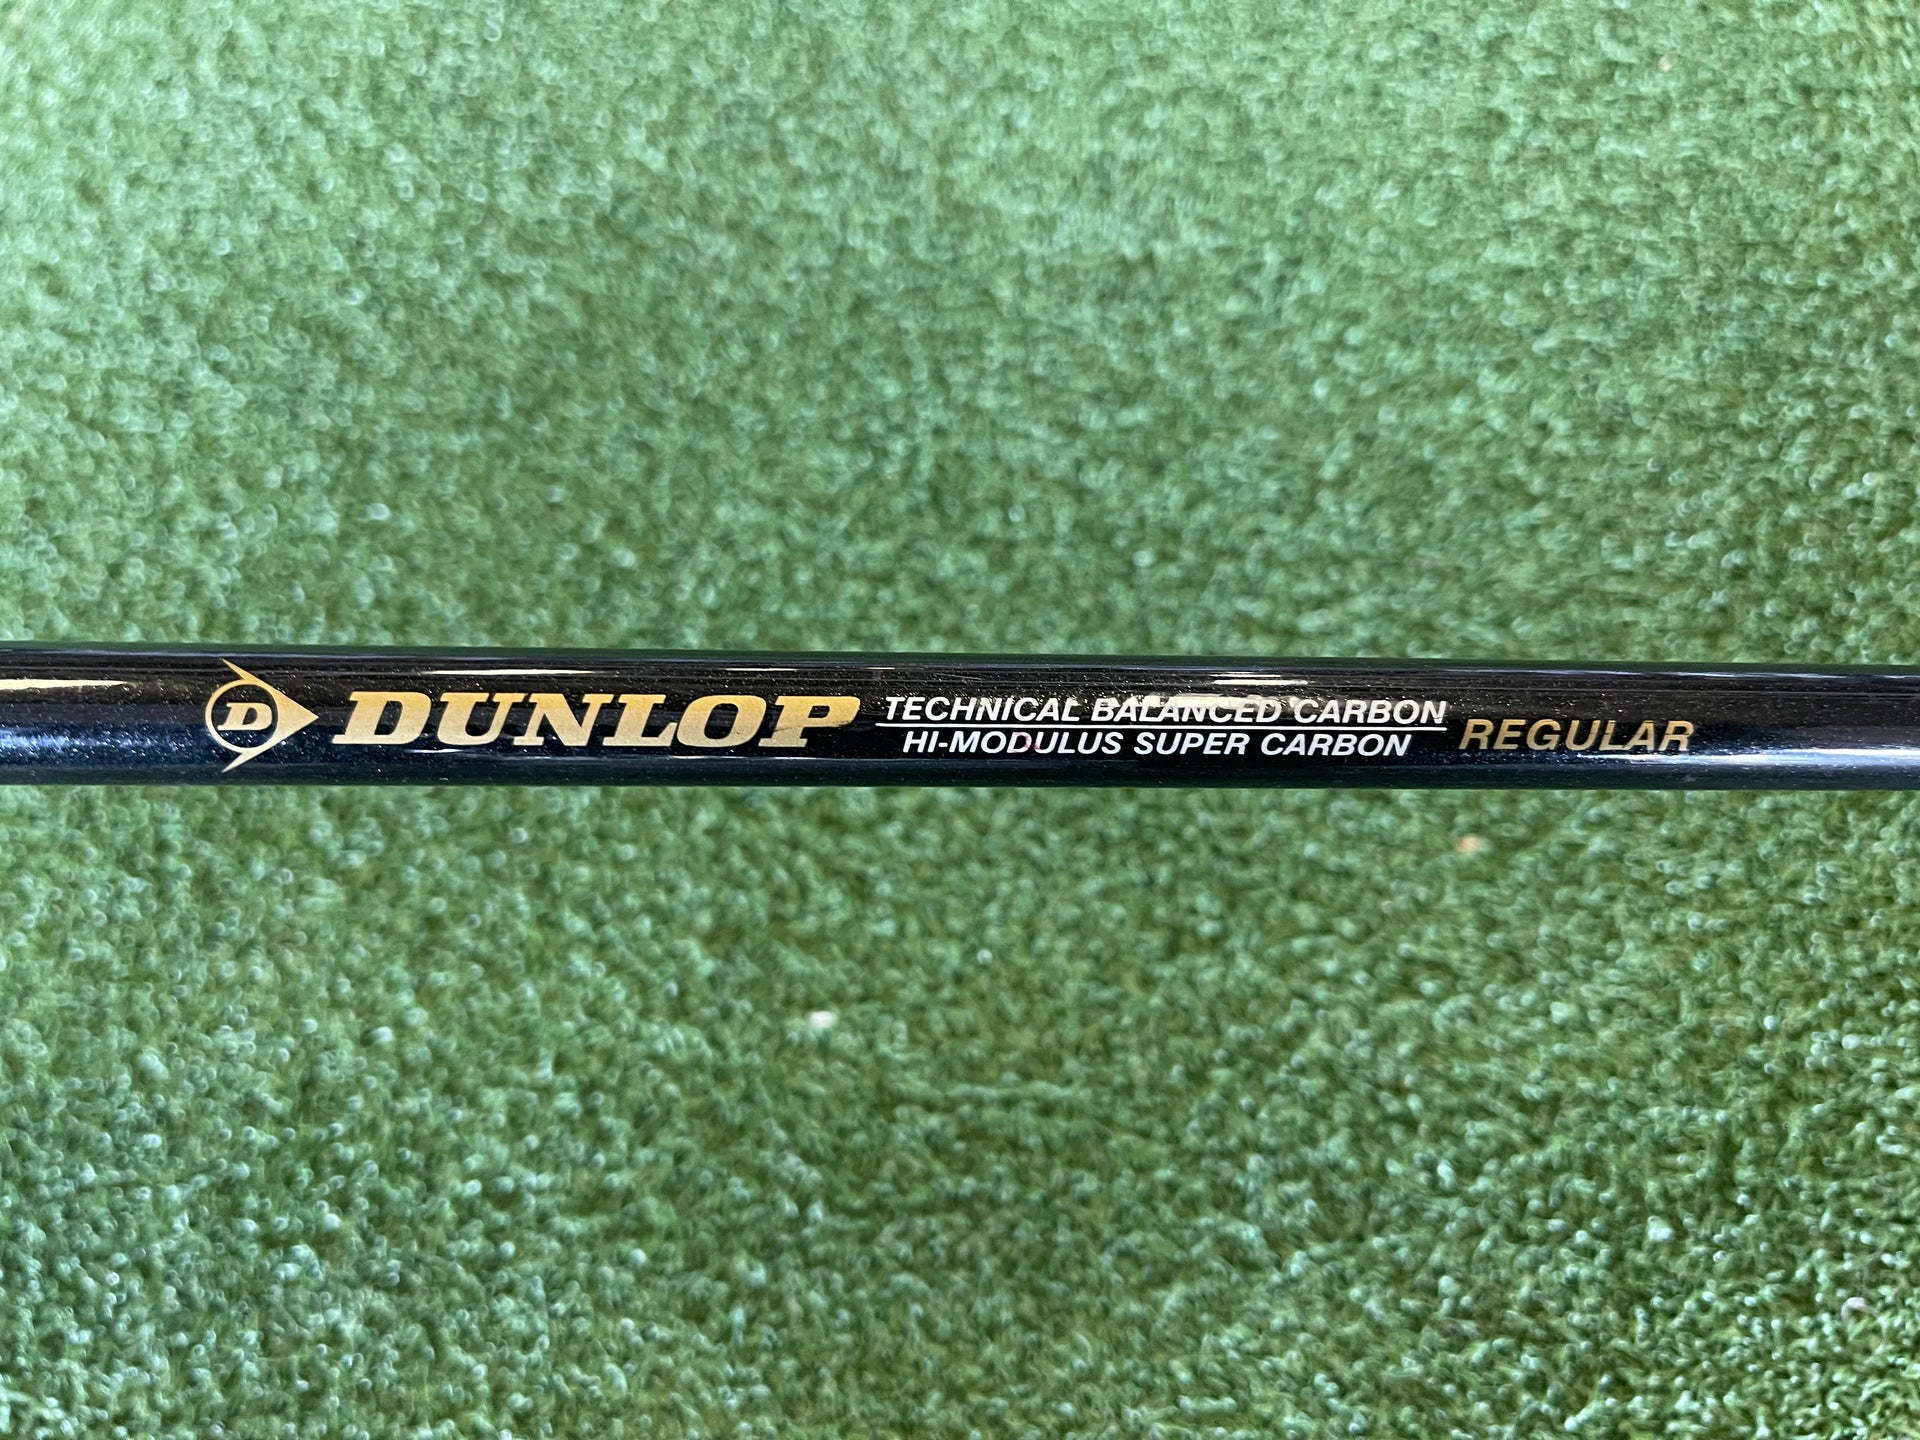 D DUNLOP
TECHNICAL BALANCED CARBON
HI-MODULUS SUPER CARBON
REGULAR